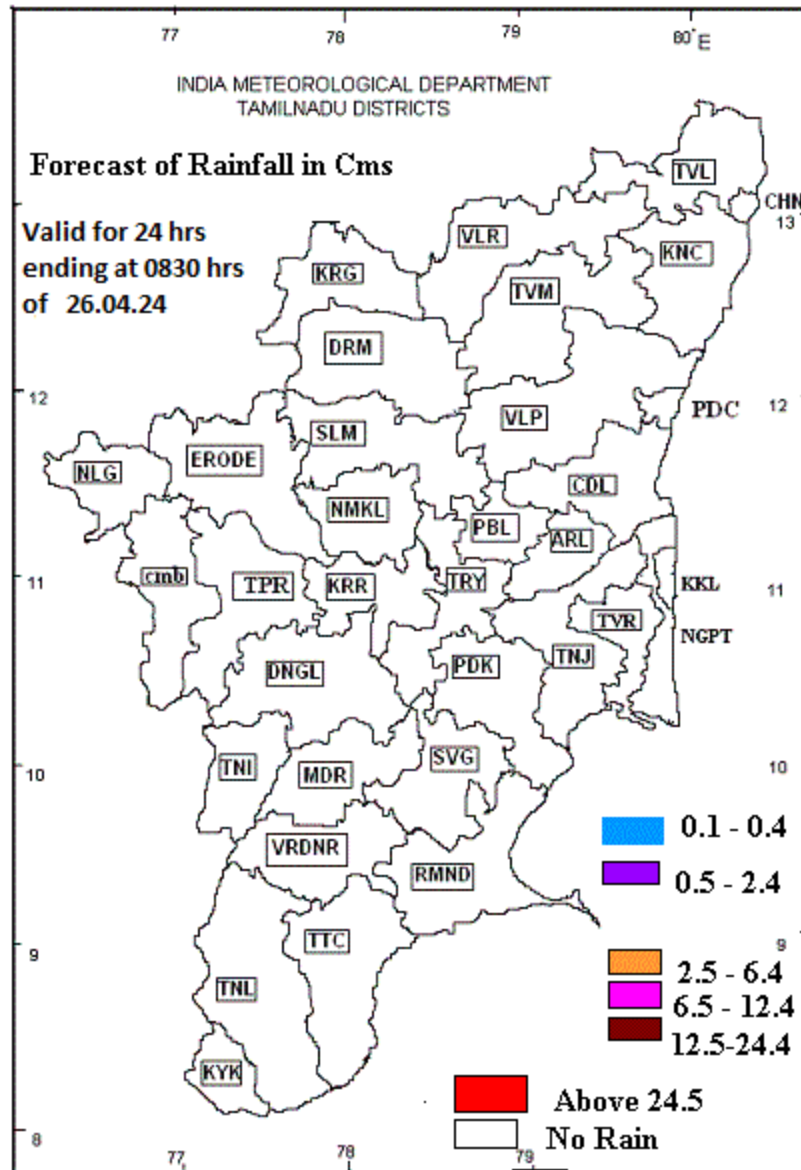 77 78 79 80°E
INDIA METEOROLOGICAL DEPARTMENT
TAMILNADU DISTRICTS
Forecast of Rainfall in Cms
TVL
CHN
13
Valid for 24 hrs
ending at 0830 hrs
of 26.04.24
VLR
KNC
KRG
TVM
DRM
12
12
PDC
VLP
SLM
ERODE
NLG
CDL
NMKL
PBL
ARL
11
cmb
TPR
KRR
TRY
KKL
11
TVR
NGPT
DNGL
PDK
TNJ
10
TNI
MDR
SVG
10
0.1 - 0.4
VRDNR
RMND
0.5 - 2.4
9
TTC
9
2.5 - 6.4
TNL
6.5 - 12.4
12.5-24.4
KYK
Above 24.5
8
No Rain
77 78 79